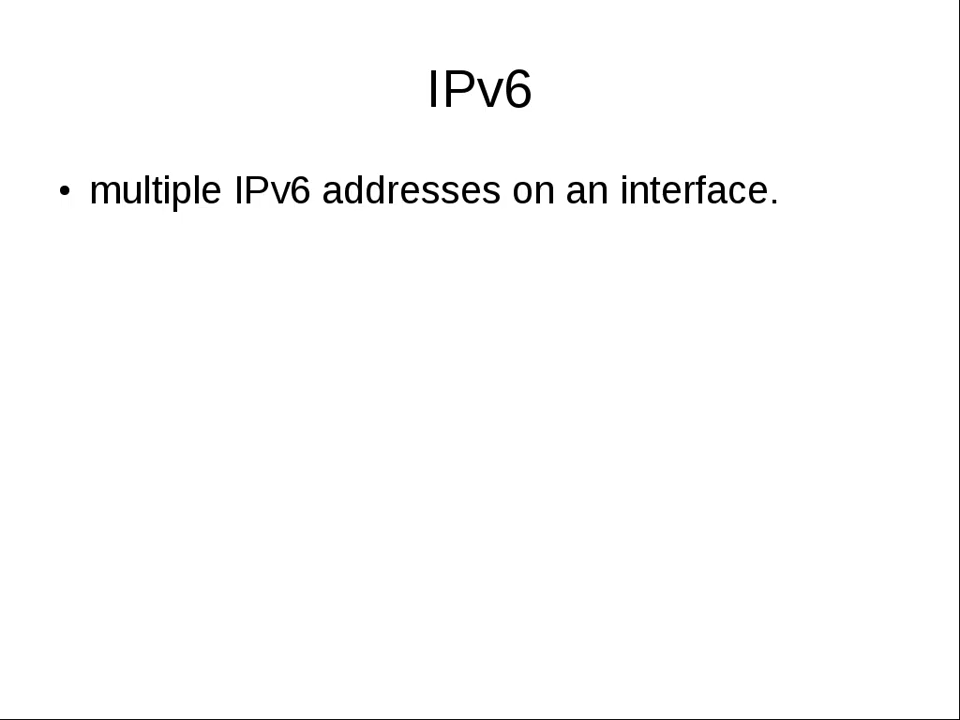 IPv6
• multiple IPv6 addresses on an interface.